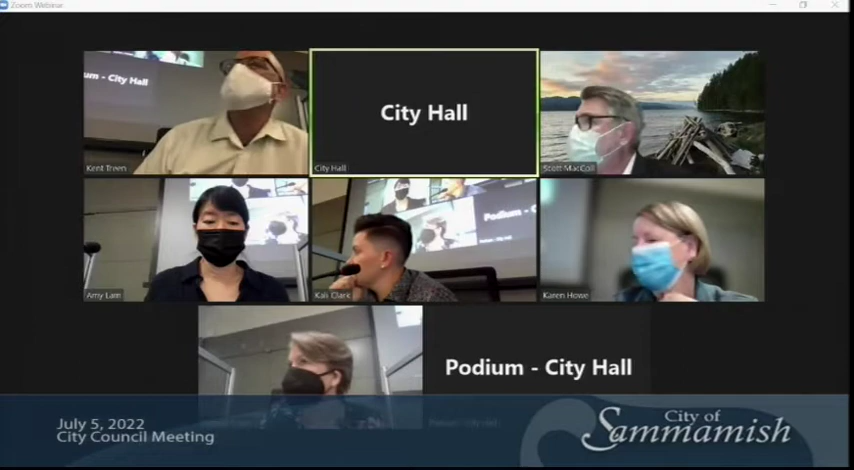 Zoom Webinar
um - City Hall
Kent Treen
City Hall
City Hall
Scott MacColl
Amy Lam
Podium - C
Kali Clark
Karen Howe
Podium - City Hall
July 5, 2022
City Council Meeting
City of
Sammamish